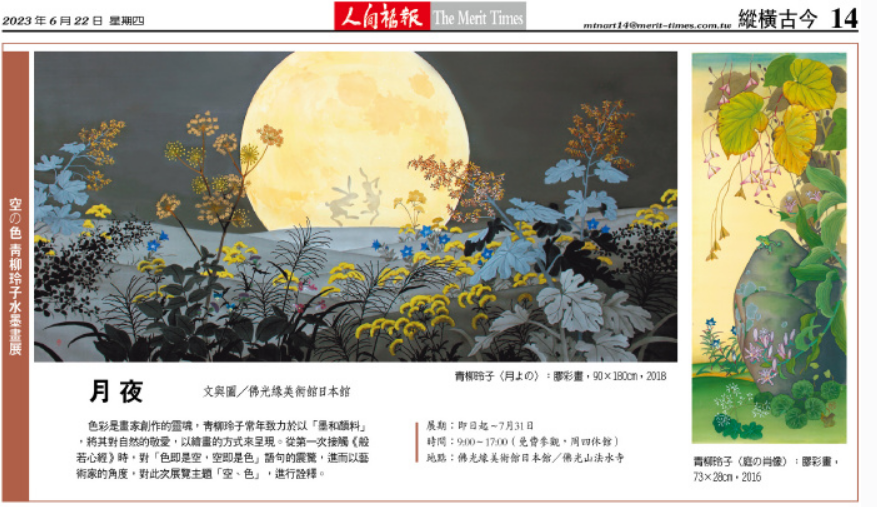 2023年6月22日 星期四
人间福報 The Merit Times
mtnart14@merit-times.com.tw 縱橫古今 14
空の色 青柳玲子水墨畫展
青柳玲子〈月よの〉：膠彩畫，90×180cm，2018
月夜
文與圖／佛光緣美術館日本館
色彩是畫家創作的靈魂，青柳玲子常年致力於以「墨和顏料」
，將其對自然的敬愛，以繪畫的方式來呈現。從第一次接觸《般
若心經》時，對「色即是空，空即是色」語句的震驚，進而以藝
術家的角度，對此次展覽主題「空、色」，進行詮釋。
展期：即日起～7月31日
時間：9:00～17:00（免費參觀，周四休館）
地點：佛光緣美術館日本館／佛光山法水寺
青柳玲子〈庭の肖像〉：膠彩畫，
73×28cm，2016